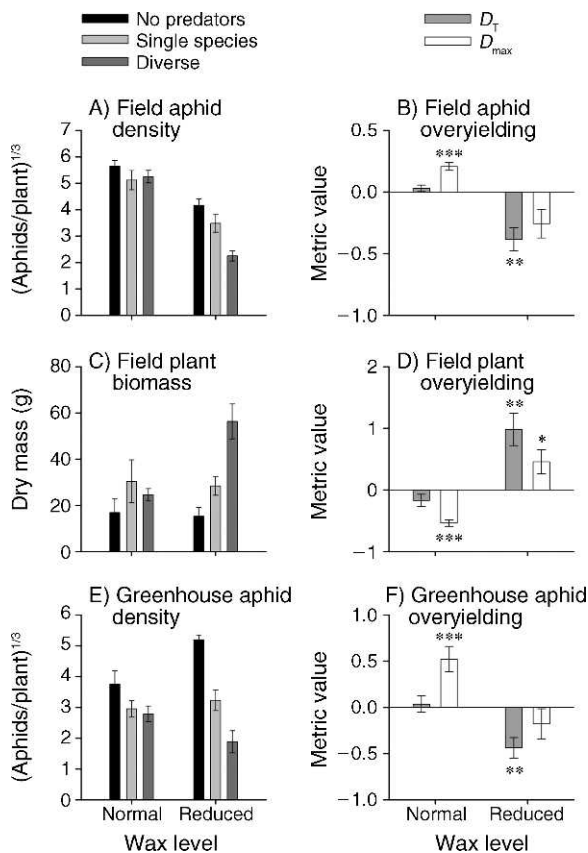 No predators
Single species
Diverse
D_T
D_max
A) Field aphid
density
(Aphids/plant)^1/3
7
6
5
4
3
2
1
0
B) Field aphid
overyielding
Metric value
0.5
0.0
−0.5
−1.0
***
**
C) Field plant
biomass
Dry mass (g)
80
60
40
20
0
D) Field plant
overyielding
Metric value
2
1
0
−1
***
**
*
E) Greenhouse aphid
density
(Aphids/plant)^1/3
6
5
4
3
2
1
0
Normal
Reduced
Wax level
F) Greenhouse aphid
overyielding
Metric value
1.0
0.5
0.0
−0.5
−1.0
***
**
Normal
Reduced
Wax level